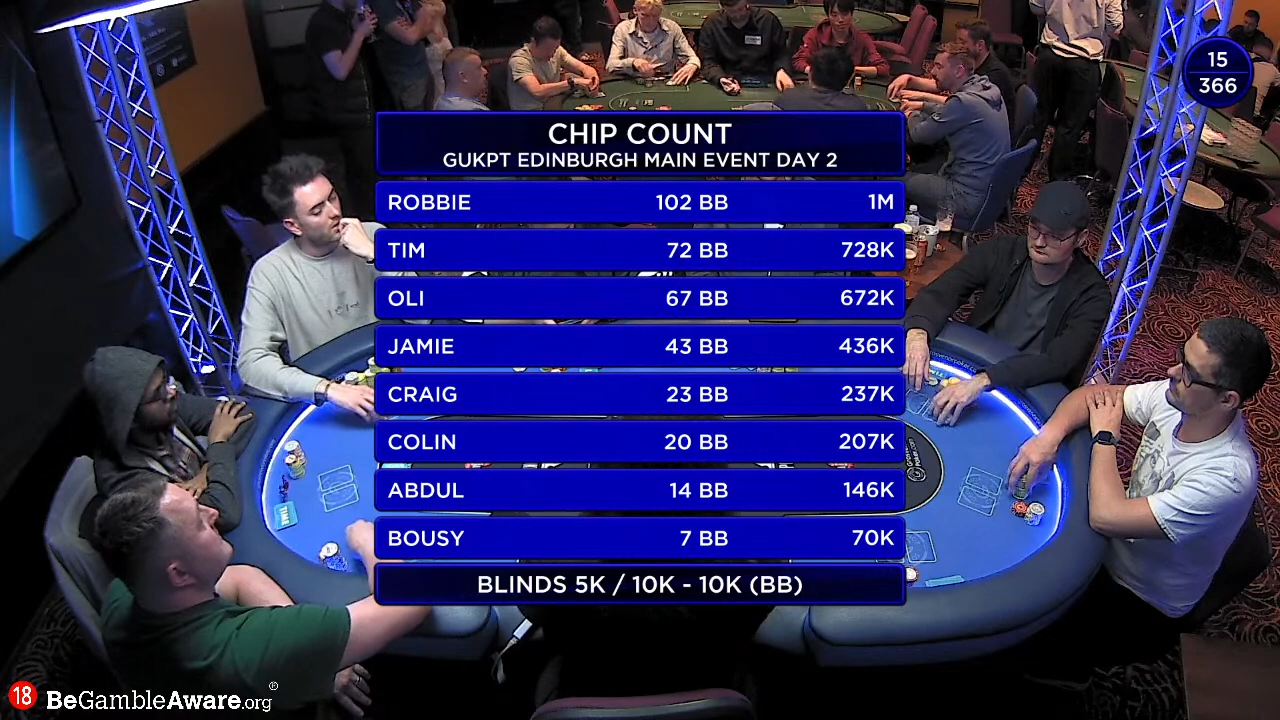 15
366
CHIP COUNT
GUKPT EDINBURGH MAIN EVENT DAY 2
ROBBIE 102 BB 1M
TIM 72 BB 728K
OLI 67 BB 672K
JAMIE 43 BB 436K
CRAIG 23 BB 237K
COLIN 20 BB 207K
ABDUL 14 BB 146K
BOUSY 7 BB 70K
BLINDS 5K / 10K - 10K (BB)
TIME
18 BeGambleAware.org®